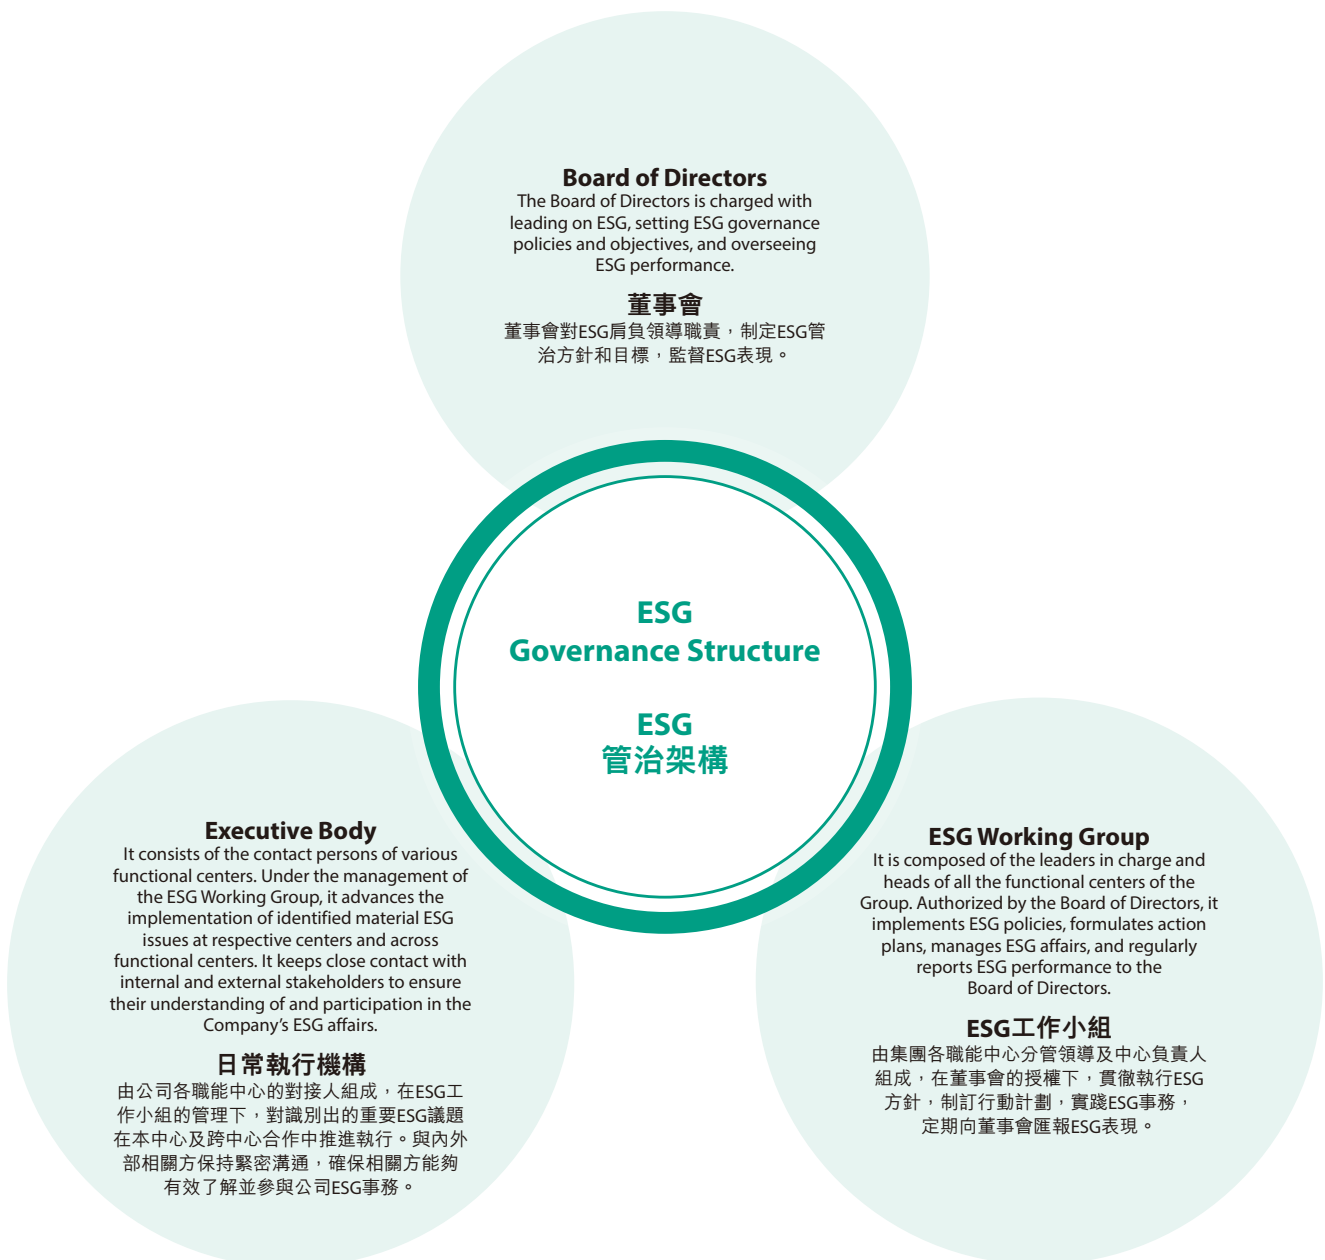 Board of Directors
The Board of Directors is charged with
leading on ESG, setting ESG governance
policies and objectives, and overseeing
ESG performance.
董事會
董事會對ESG肩負領導職責，制定ESG管
治方針和目標，監督ESG表現。
ESG
Governance Structure
ESG
管治架構
Executive Body
It consists of the contact persons of various
functional centers. Under the management of
the ESG Working Group, it advances the
implementation of identified material ESG
issues at respective centers and across
functional centers. It keeps close contact with
internal and external stakeholders to ensure
their understanding of and participation in the
Company’s ESG affairs.
日常執行機構
由公司各職能中心的對接人組成，在ESG工
作小組的管理下，對識別出的重要ESG議題
在本中心及跨中心合作中推進執行。與內外
部相關方保持緊密溝通，確保相關方能夠
有效了解並參與公司ESG事務。
ESG Working Group
It is composed of the leaders in charge and
heads of all the functional centers of the
Group. Authorized by the Board of Directors, it
implements ESG policies, formulates action
plans, manages ESG affairs, and regularly
reports ESG performance to the
Board of Directors.
ESG工作小組
由集團各職能中心分管領導及中心負責人
組成，在董事會的授權下，貫徹執行ESG
方針，制訂行動計劃，實踐ESG事務，
定期向董事會匯報ESG表現。